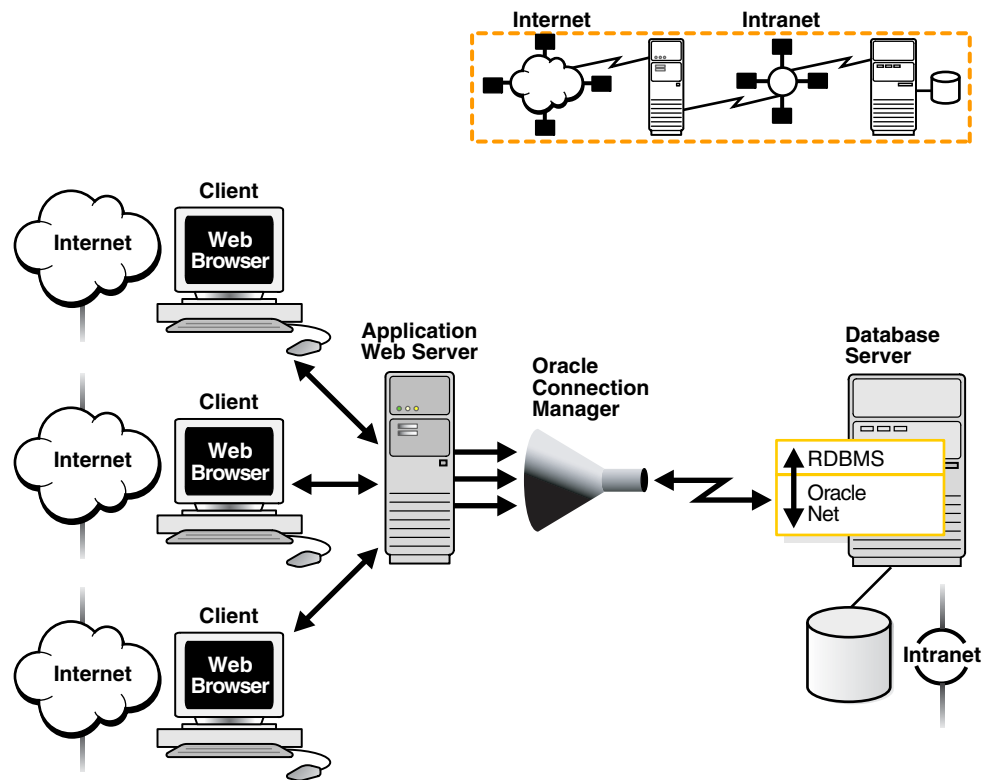 Internet
Intranet
Client
Internet
Web
Browser
Application
Web Server
Oracle
Connection
Manager
Database
Server
Client
Internet
Web
Browser
RDBMS
Oracle
Net
Client
Internet
Web
Browser
Intranet